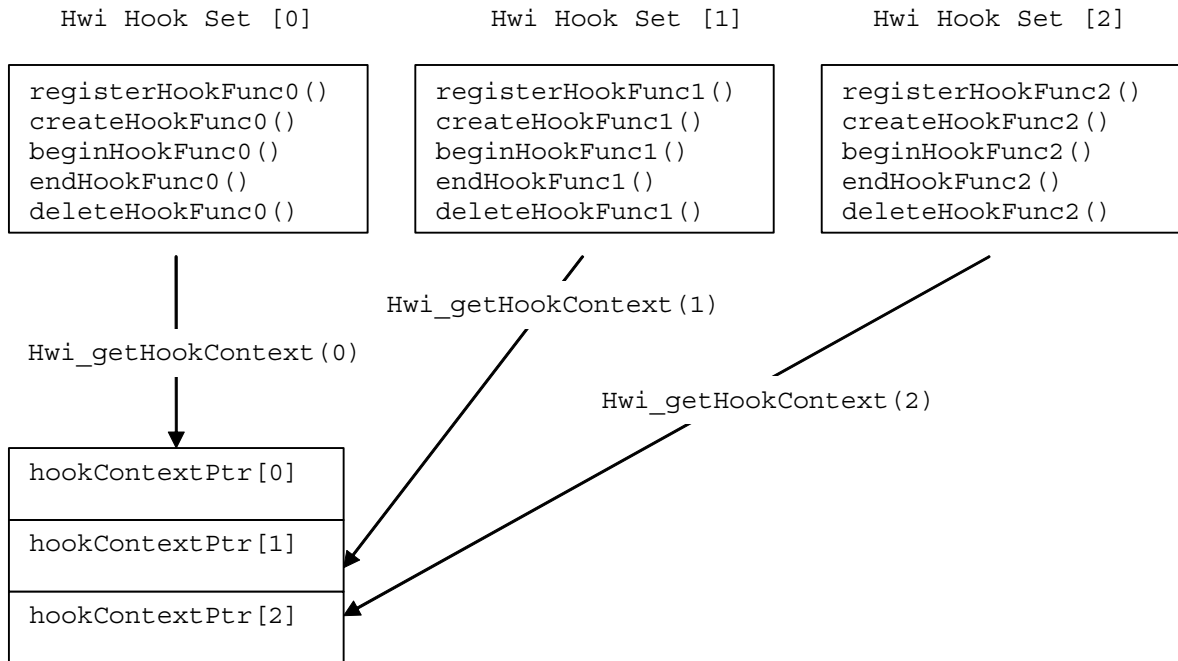 Hwi Hook Set [0]
Hwi Hook Set [1]
Hwi Hook Set [2]
registerHookFunc0()
createHookFunc0()
beginHookFunc0()
endHookFunc0()
deleteHookFunc0()
registerHookFunc1()
createHookFunc1()
beginHookFunc1()
endHookFunc1()
deleteHookFunc1()
registerHookFunc2()
createHookFunc2()
beginHookFunc2()
endHookFunc2()
deleteHookFunc2()
Hwi_getHookContext(0)
Hwi_getHookContext(1)
Hwi_getHookContext(2)
hookContextPtr[0]
hookContextPtr[1]
hookContextPtr[2]